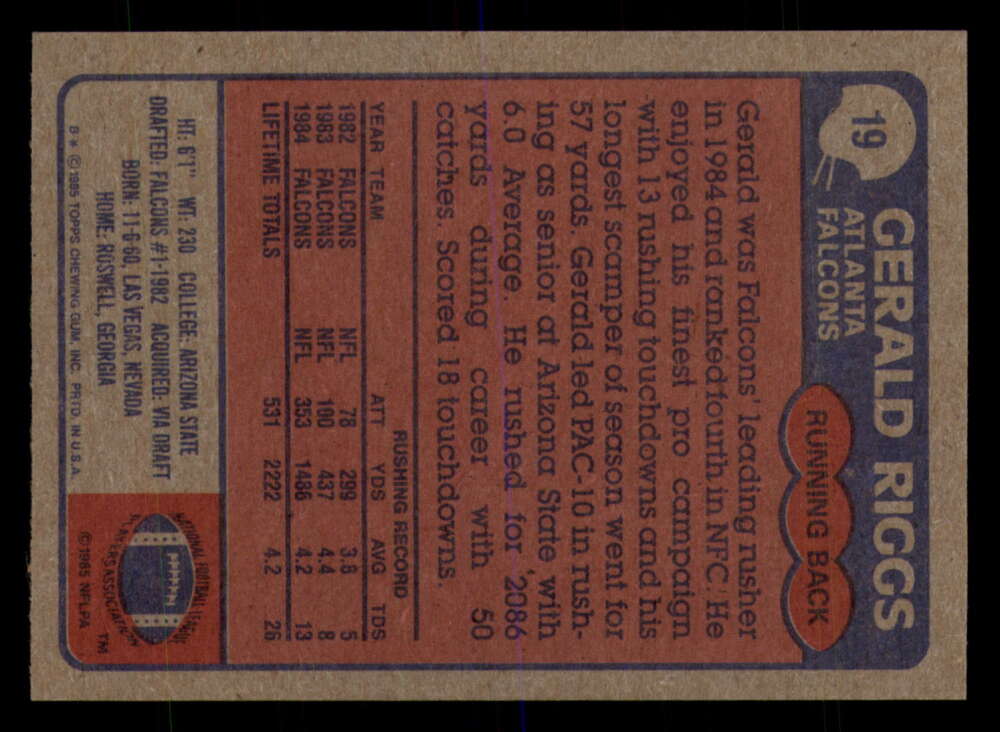 19
GERALD RIGGS
ATLANTA
FALCONS
RUNNING BACK
Gerald was Falcons' leading rusher
in 1984 and ranked fourth in NFC. He
enjoyed his finest pro campaign
with 13 rushing touchdowns and his
longest scamper of season went for
57 yards. Gerald led PAC-10 in rush-
ing as senior at Arizona State with
6.0 Average. He rushed for 2086
yards during career with 50
catches. Scored 18 touchdowns.
RUSHING RECORD
YEAR TEAM ATT YDS AVG TDS
1982 FALCONS NFL 78 299 3.8 5
1983 FALCONS NFL 100 437 4.4 8
1984 FALCONS NFL 353 1486 4.2 13
LIFETIME TOTALS 531 2222 4.2 26
HT: 6'1" WT: 230 COLLEGE: ARIZONA STATE
DRAFTED: FALCONS #1-1982 ACQUIRED: VIA DRAFT
BORN: 11-6-60, LAS VEGAS, NEVADA
HOME: ROSWELL, GEORGIA
B* © 1985 TOPPS CHEWING GUM, INC. PRTD IN U.S.A.
NATIONAL FOOTBALL LEAGUE
PLAYERS ASSOCIATION
TM
© 1985 NFLPA